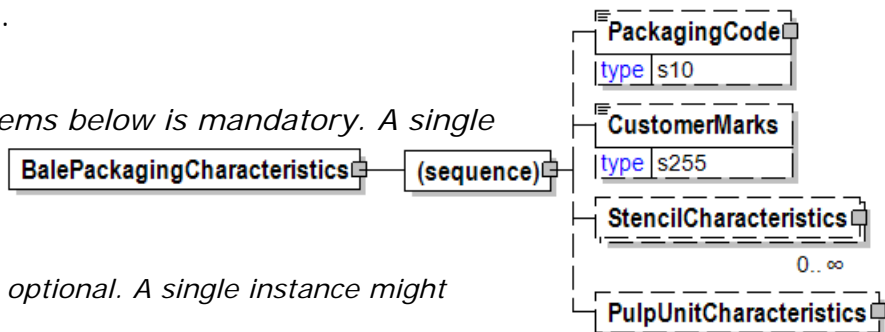 .
PackagingCode
type s10
ems below is mandatory. A single
CustomerMarks
type s255
BalePackagingCharacteristics
(sequence)
StencilCharacteristics
0.. ∞
optional. A single instance might
PulpUnitCharacteristics